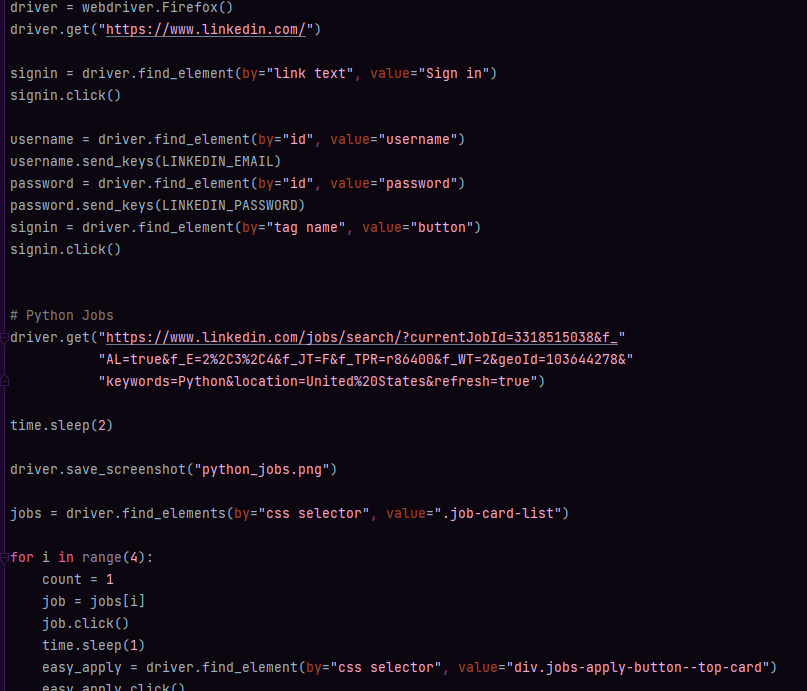 driver = webdriver.Firefox()
driver.get("https://www.linkedin.com/")
signin = driver.find_element(by="link text", value="Sign in")
signin.click()
username = driver.find_element(by="id", value="username")
username.send_keys(LINKEDIN_EMAIL)
password = driver.find_element(by="id", value="password")
password.send_keys(LINKEDIN_PASSWORD)
signin = driver.find_element(by="tag name", value="button")
signin.click()
# Python Jobs
driver.get("https://www.linkedin.com/jobs/search/?currentJobId=3318515038&f_"
"AL=true&f_E=2%2C3%2C4&f_JT=F&f_TPR=r86400&f_WT=2&geoId=103644278&"
"keywords=Python&location=United%20States&refresh=true")
time.sleep(2)
driver.save_screenshot("python_jobs.png")
jobs = driver.find_elements(by="css selector", value=".job-card-list")
for i in range(4):
count = 1
job = jobs[i]
job.click()
time.sleep(1)
easy_apply = driver.find_element(by="css selector", value="div.jobs-apply-button--top-card")
easy_apply.click()